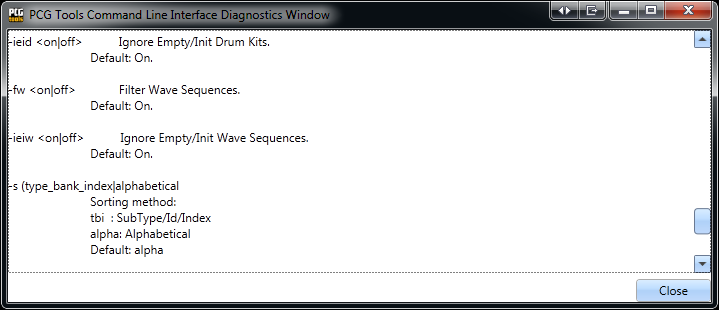 PCG TOOLS PCG Tools Command Line Interface Diagnostics Window
-ieid <on|off> Ignore Empty/Init Drum Kits.
Default: On.
-fw <on|off> Filter Wave Sequences.
Default: On.
-ieiw <on|off> Ignore Empty/Init Wave Sequences.
Default: On.
-s (type_bank_index|alphabetical
Sorting method:
tbi : SubType/Id/Index
alpha: Alphabetical
Default: alpha
Close